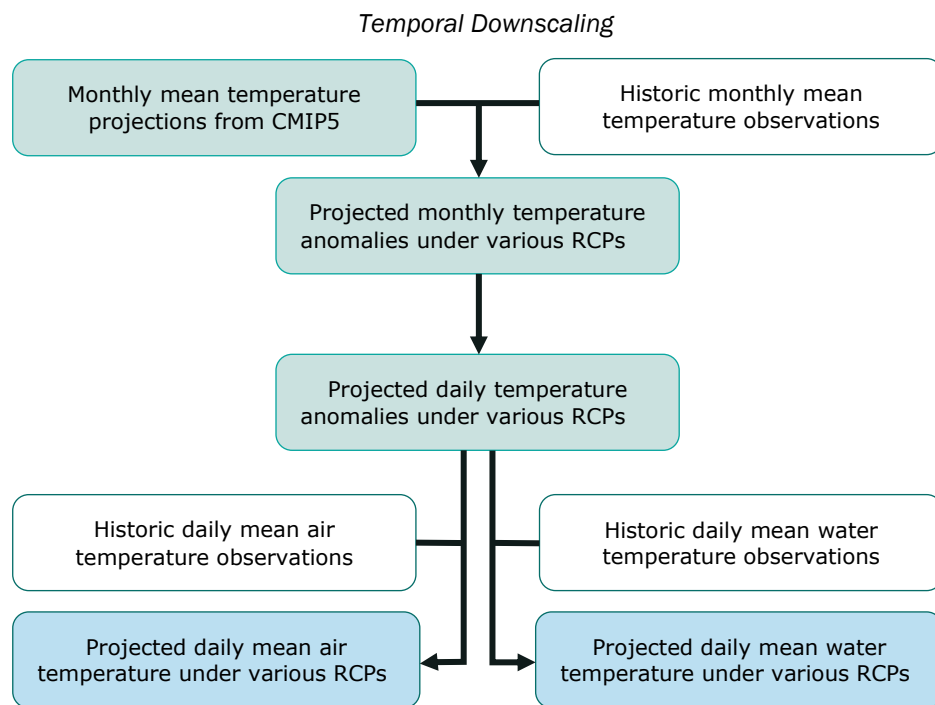 Temporal Downscaling
Monthly mean temperature
projections from CMIP5
Historic monthly mean
temperature observations
Projected monthly temperature
anomalies under various RCPs
Projected daily temperature
anomalies under various RCPs
Historic daily mean air
temperature observations
Historic daily mean water
temperature observations
Projected daily mean air
temperature under various RCPs
Projected daily mean water
temperature under various RCPs